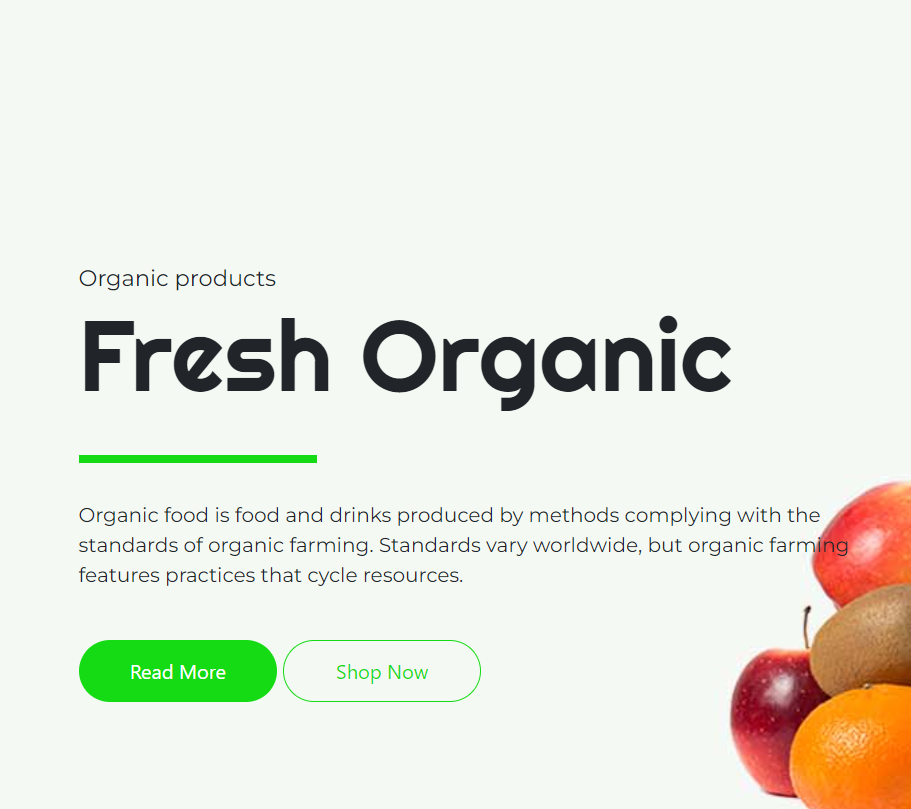 Organic products
Fresh Organic
Organic food is food and drinks produced by methods complying with the
standards of organic farming. Standards vary worldwide, but organic farming
features practices that cycle resources.
Read More Shop Now